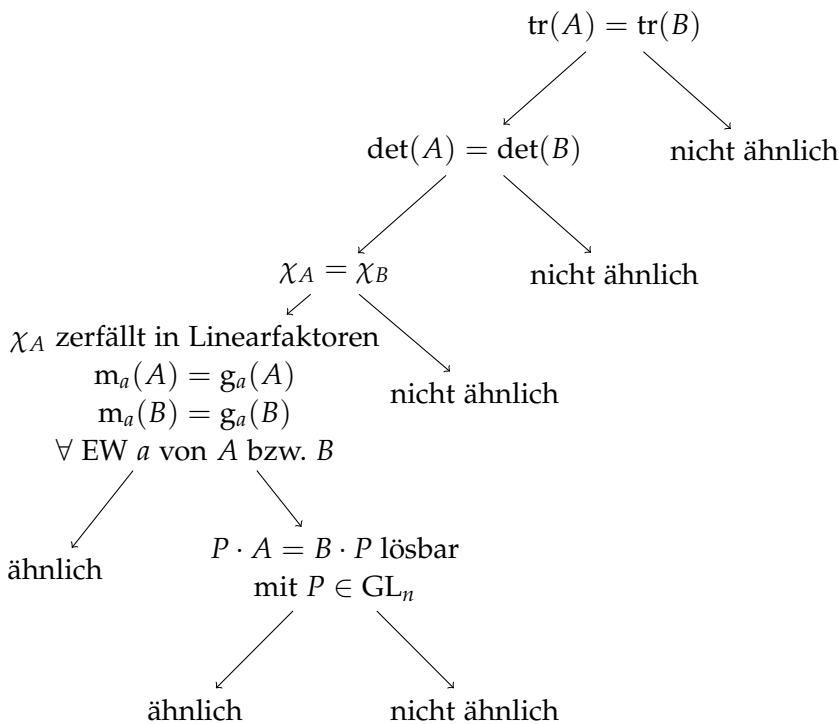 tr(A) = tr(B)
det(A) = det(B)
nicht ähnlich
χ_A = χ_B
nicht ähnlich
χ_A zerfällt in Linearfaktoren
m_a(A) = g_a(A)
nicht ähnlich
m_a(B) = g_a(B)
∀ EW a von A bzw. B
ähnlich
P · A = B · P lösbar
mit P ∈ GL_n
ähnlich
nicht ähnlich